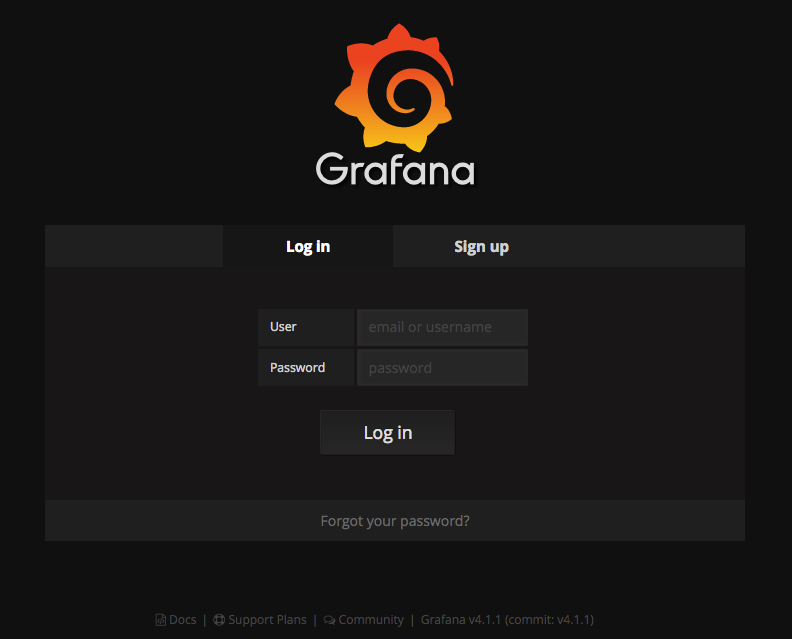 Grafana
Log in Sign up
User email or username
Password password
Log in
Forgot your password?
Docs | Support Plans | Community | Grafana v4.1.1 (commit: v4.1.1)